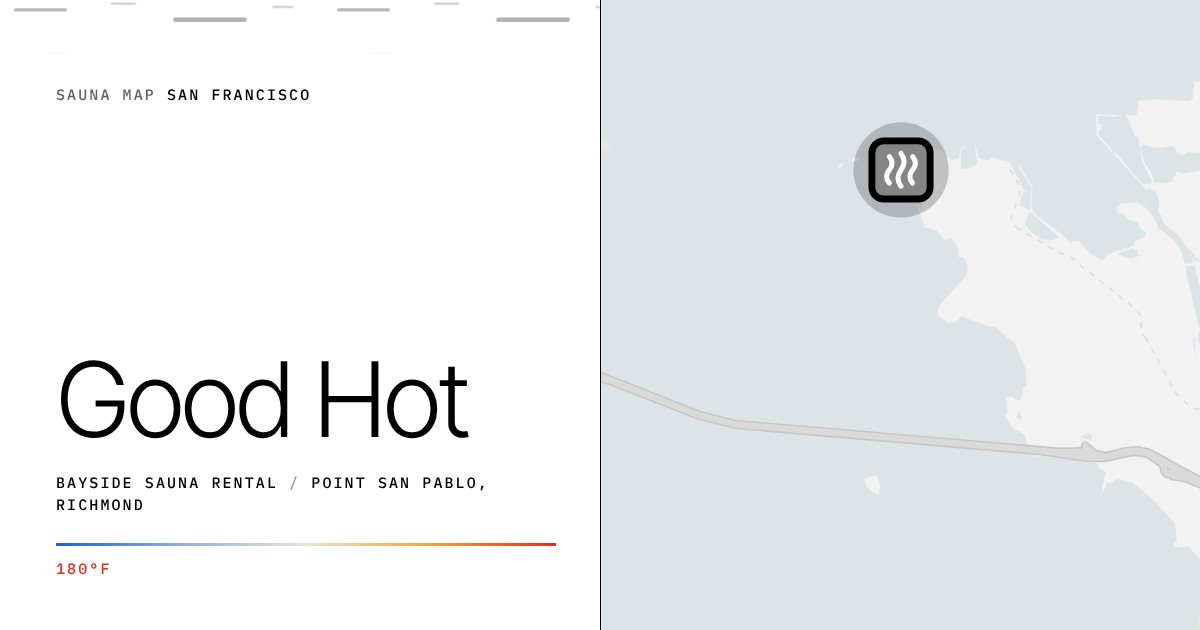 SAUNA MAP SAN FRANCISCO
Good Hot
BAYSIDE SAUNA RENTAL / POINT SAN PABLO,
RICHMOND
180°F